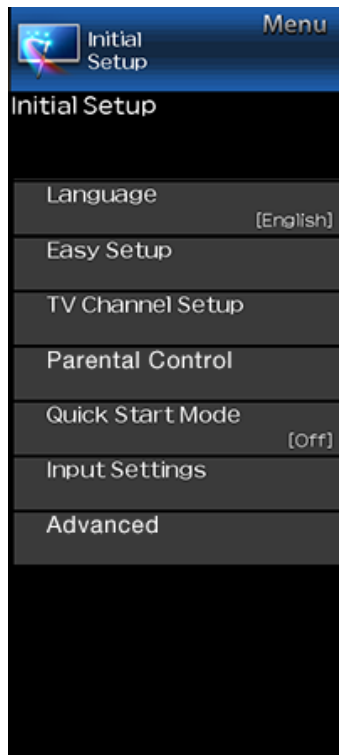 Menu
Initial
Setup
Initial Setup
Language
[English]
Easy Setup
TV Channel Setup
Parental Control
Quick Start Mode
[Off]
Input Settings
Advanced